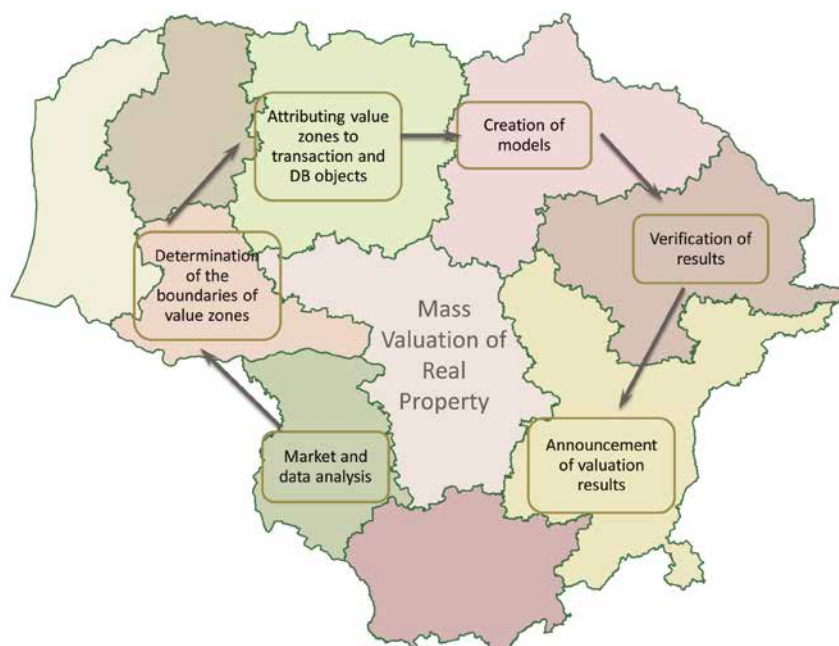 Attributing value
zones to
transaction and
DB objects
Creation of
models
Verification of
results
Determination
of the
boundaries of
value zones
Mass
Valuation of
Real
Property
Market and
data analysis
Announcement
of valuation
results